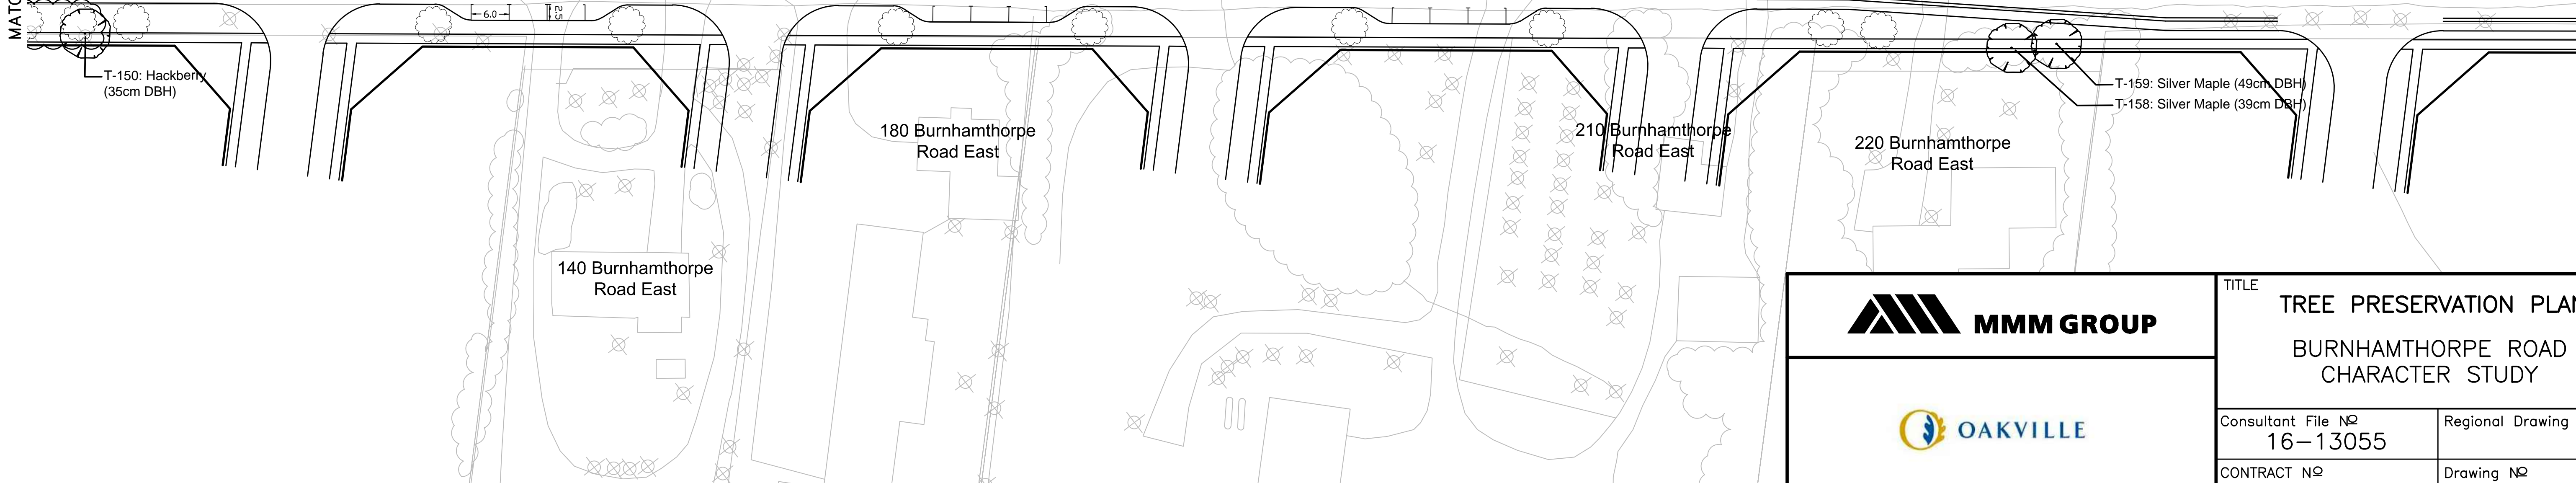 MATC
T-150: Hackberry
(35cm DBH)
6.0
2.5
140 Burnhamthorpe
Road East
180 Burnhamthorpe
Road East
210 Burnhamthorpe
Road East
220 Burnhamthorpe
Road East
T-159: Silver Maple (49cm DBH)
T-158: Silver Maple (39cm DBH)
MMM GROUP
OAKVILLE
TITLE
TREE PRESERVATION PLAN
BURNHAMTHORPE ROAD
CHARACTER STUDY
Consultant File Nº
16-13055
Regional Drawing
CONTRACT Nº
Drawing Nº